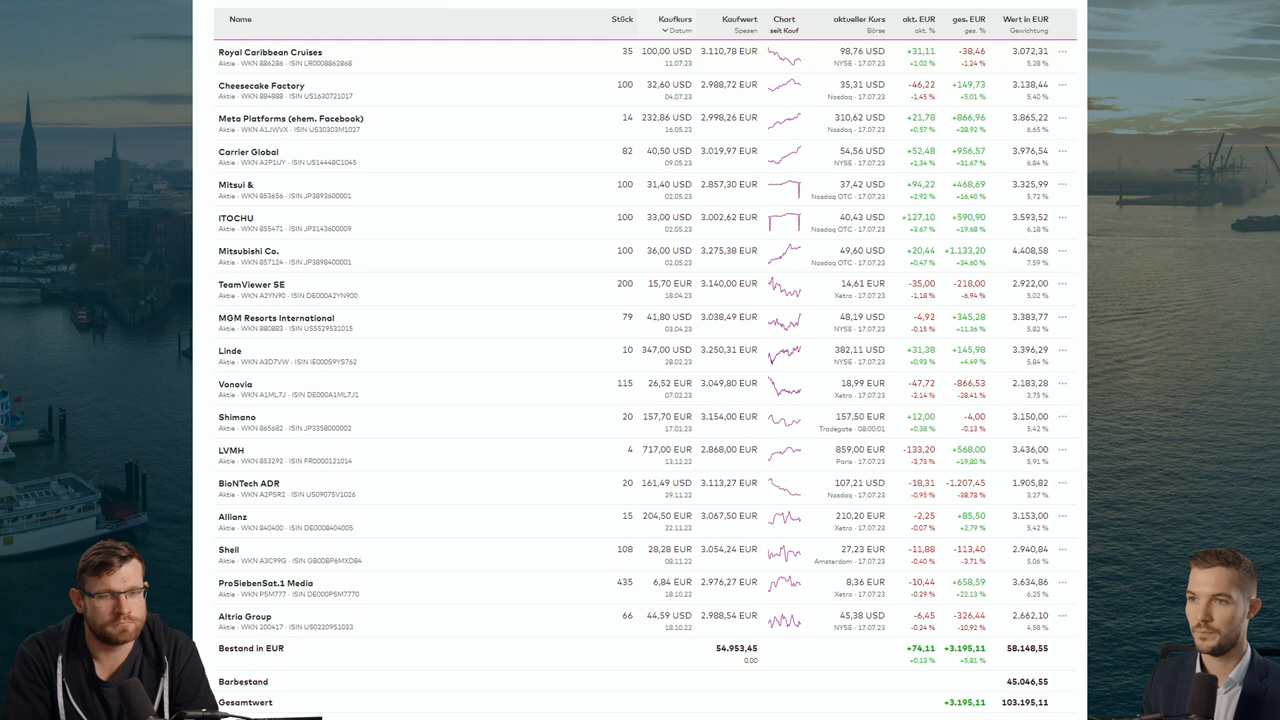 Name Stück Kaufkurs Kaufwert Chart aktueller Kurs akt. EUR ges. EUR Wert in EUR
Datum Spesen seit Kauf Börse akt. % ges. % Gewichtung
Royal Caribbean Cruises 35 100,00 USD 3.110,78 EUR 98,76 USD +31,11 -38,46 3.072,31
Aktie · WKN 886286 · ISIN LR0008862868 11.07.23 NYSE · 17.07.23 +1,02 % -1,24 % 5,28 %
Cheesecake Factory 100 32,60 USD 2.988,72 EUR 35,31 USD -46,22 +149,73 3.138,44
Aktie · WKN 884888 · ISIN US1630721017 04.07.23 Nasdaq · 17.07.23 -1,45 % +5,01 % 5,40 %
Meta Platforms (ehem. Facebook) 14 232,86 USD 2.998,26 EUR 310,62 USD +21,78 +866,96 3.865,22
Aktie · WKN A1JWVX · ISIN US30303M1027 16.05.23 Nasdaq · 17.07.23 +0,57 % +28,92 % 6,65 %
Carrier Global 82 40,50 USD 3.019,97 EUR 54,56 USD +52,48 +956,57 3.976,54
Aktie · WKN A2P1UY · ISIN US14448C1045 09.05.23 NYSE · 17.07.23 +1,34 % +31,67 % 6,84 %
Mitsui & 100 31,40 USD 2.857,30 EUR 37,42 USD +94,22 +468,69 3.325,99
Aktie · WKN 853656 · ISIN JP3893600001 02.05.23 Nasdaq OTC · 17.07.23 +2,92 % +16,40 % 5,72 %
ITOCHU 100 33,00 USD 3.002,62 EUR 40,43 USD +127,10 +590,90 3.593,52
Aktie · WKN 855471 · ISIN JP3143600009 02.05.23 Nasdaq OTC · 17.07.23 +3,67 % +19,68 % 6,18 %
Mitsubishi Co. 100 36,00 USD 3.275,38 EUR 49,60 USD +20,44 +1.133,20 4.408,58
Aktie · WKN 857124 · ISIN JP3898400001 02.05.23 Nasdaq OTC · 17.07.23 +0,47 % +34,60 % 7,59 %
TeamViewer SE 200 15,70 EUR 3.140,00 EUR 14,61 EUR -35,00 -218,00 2.922,00
Aktie · WKN A2YN90 · ISIN DE000A2YN900 18.04.23 Xetra · 17.07.23 -1,18 % -6,94 % 5,02 %
MGM Resorts International 79 41,80 USD 3.038,49 EUR 48,19 USD -4,92 +345,28 3.383,77
Aktie · WKN 880883 · ISIN US5529531015 03.04.23 NYSE · 17.07.23 -0,15 % +11,36 % 5,82 %
Linde 10 347,00 USD 3.250,31 EUR 382,11 USD +31,38 +145,98 3.396,29
Aktie · WKN A3D7VW · ISIN IE000S9YS762 28.02.23 NYSE · 17.07.23 +0,93 % +4,49 % 5,84 %
Vonovia 115 26,52 EUR 3.049,80 EUR 18,99 EUR -47,72 -866,53 2.183,28
Aktie · WKN A1ML7J · ISIN DE000A1ML7J1 07.02.23 Xetra · 17.07.23 -2,14 % -28,41 % 3,75 %
Shimano 20 157,70 EUR 3.154,00 EUR 157,50 EUR +12,00 -4,00 3.150,00
Aktie · WKN 865682 · ISIN JP3358000002 17.01.23 Tradegate · 08:00:01 +0,38 % -0,13 % 5,42 %
LVMH 4 717,00 EUR 2.868,00 EUR 859,00 EUR -133,20 +568,00 3.436,00
Aktie · WKN 853292 · ISIN FR0000121014 13.12.22 Paris · 17.07.23 -3,73 % +19,80 % 5,91 %
BioNTech ADR 20 161,49 USD 3.113,27 EUR 107,21 USD -18,31 -1.207,45 1.905,82
Aktie · WKN A2PSR2 · ISIN US09075V1026 29.11.22 Nasdaq · 17.07.23 -0,95 % -38,78 % 3,27 %
Allianz 15 204,50 EUR 3.067,50 EUR 210,20 EUR -2,25 +85,50 3.153,00
Aktie · WKN 840400 · ISIN DE0008404005 22.11.22 Xetra · 17.07.23 -0,07 % +2,79 % 5,42 %
Shell 108 28,28 EUR 3.054,24 EUR 27,23 EUR -11,88 -113,40 2.940,84
Aktie · WKN A3C99G · ISIN GB00BP6MXD84 08.11.22 Amsterdam · 17.07.23 -0,40 % -3,71 % 5,06 %
ProSiebenSat.1 Media 435 6,84 EUR 2.976,27 EUR 8,36 EUR -10,44 +658,59 3.634,86
Aktie · WKN PSM777 · ISIN DE000PSM7770 18.10.22 Xetra · 17.07.23 -0,29 % +22,13 % 6,25 %
Altria Group 66 44,59 USD 2.988,54 EUR 45,38 USD -6,45 -326,44 2.662,10
Aktie · WKN 200417 · ISIN US02209S1033 18.10.22 NYSE · 17.07.23 -0,24 % -10,92 % 4,58 %
Bestand in EUR 54.953,45 +74,11 +3.195,11 58.148,55
0,00 +0,13 % +5,81 %
Barbestand 45.046,55
Gesamtwert +3.195,11 103.195,11